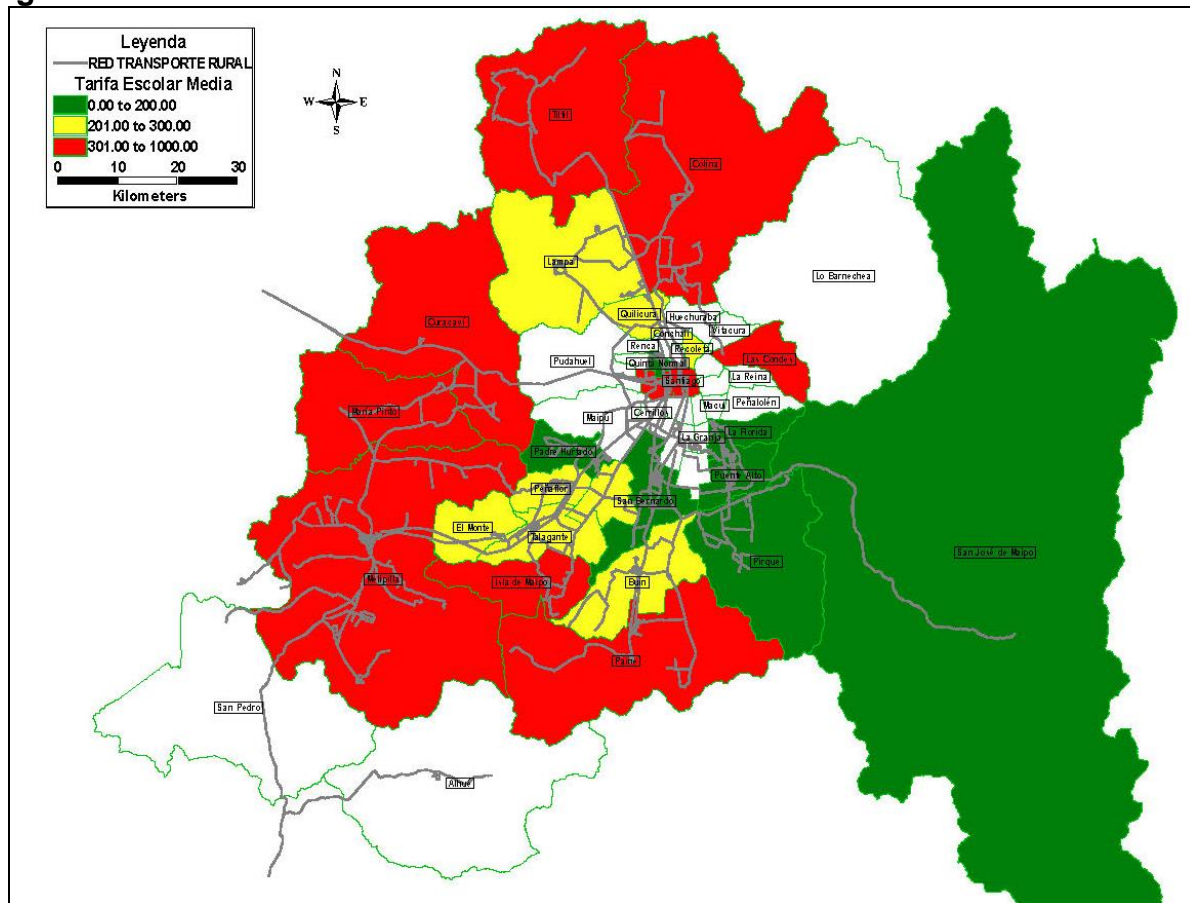 Leyenda
RED TRANSPORTE RURAL
Tarifa Escolar Media
0.00 to 200.00
201.00 to 300.00
301.00 to 1000.00
0 10 20 30
Kilometers
N
W E
S
Tiltil
Colina
Lampa
Lo Barnechea
Quilicura
Huechuraba
Curacaví
Conchalí
Vitacura
Renca
Recoleta
Pudahuel
Quinta Normal
Las Condes
Santiago
La Reina
María Pinto
Macul
Peñalolén
Maipú
Cerrillos
La Granja
La Florida
Padre Hurtado
Puente Alto
Peñaflor
San Bernardo
El Monte
Talagante
San José de Maipo
Pirque
Melipilla
Isla de Maipo
Buin
Paine
San Pedro
Alhué